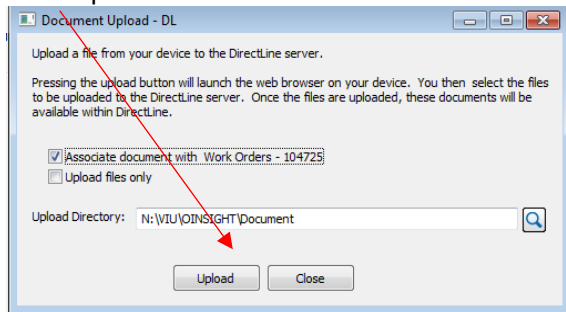 Document Upload - DL
Upload a file from your device to the DirectLine server.
Pressing the upload button will launch the web browser on your device. You then select the files
to be uploaded to the DirectLine server. Once the files are uploaded, these documents will be
available within DirectLine.
Associate document with Work Orders - 104725
Upload files only
Upload Directory: N:\VIU\OINSIGHT\Document
Upload Close